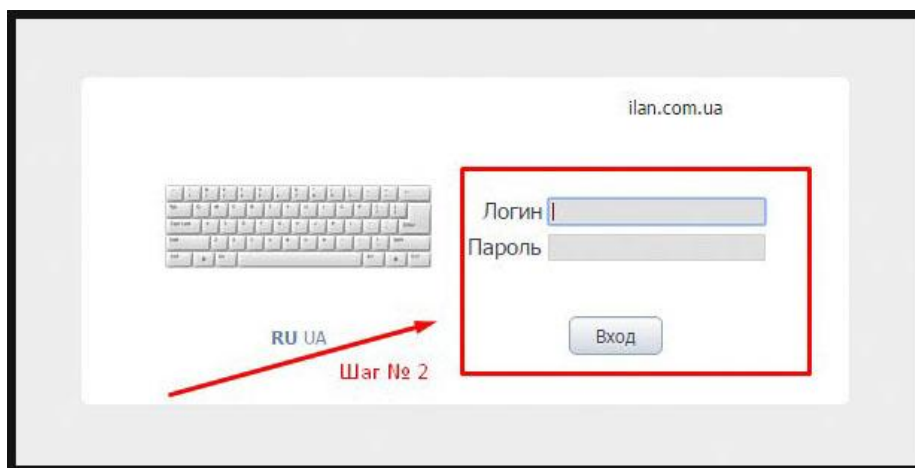 ilan.com.ua
Логин
Пароль
RU UA
Вход
Шаг № 2